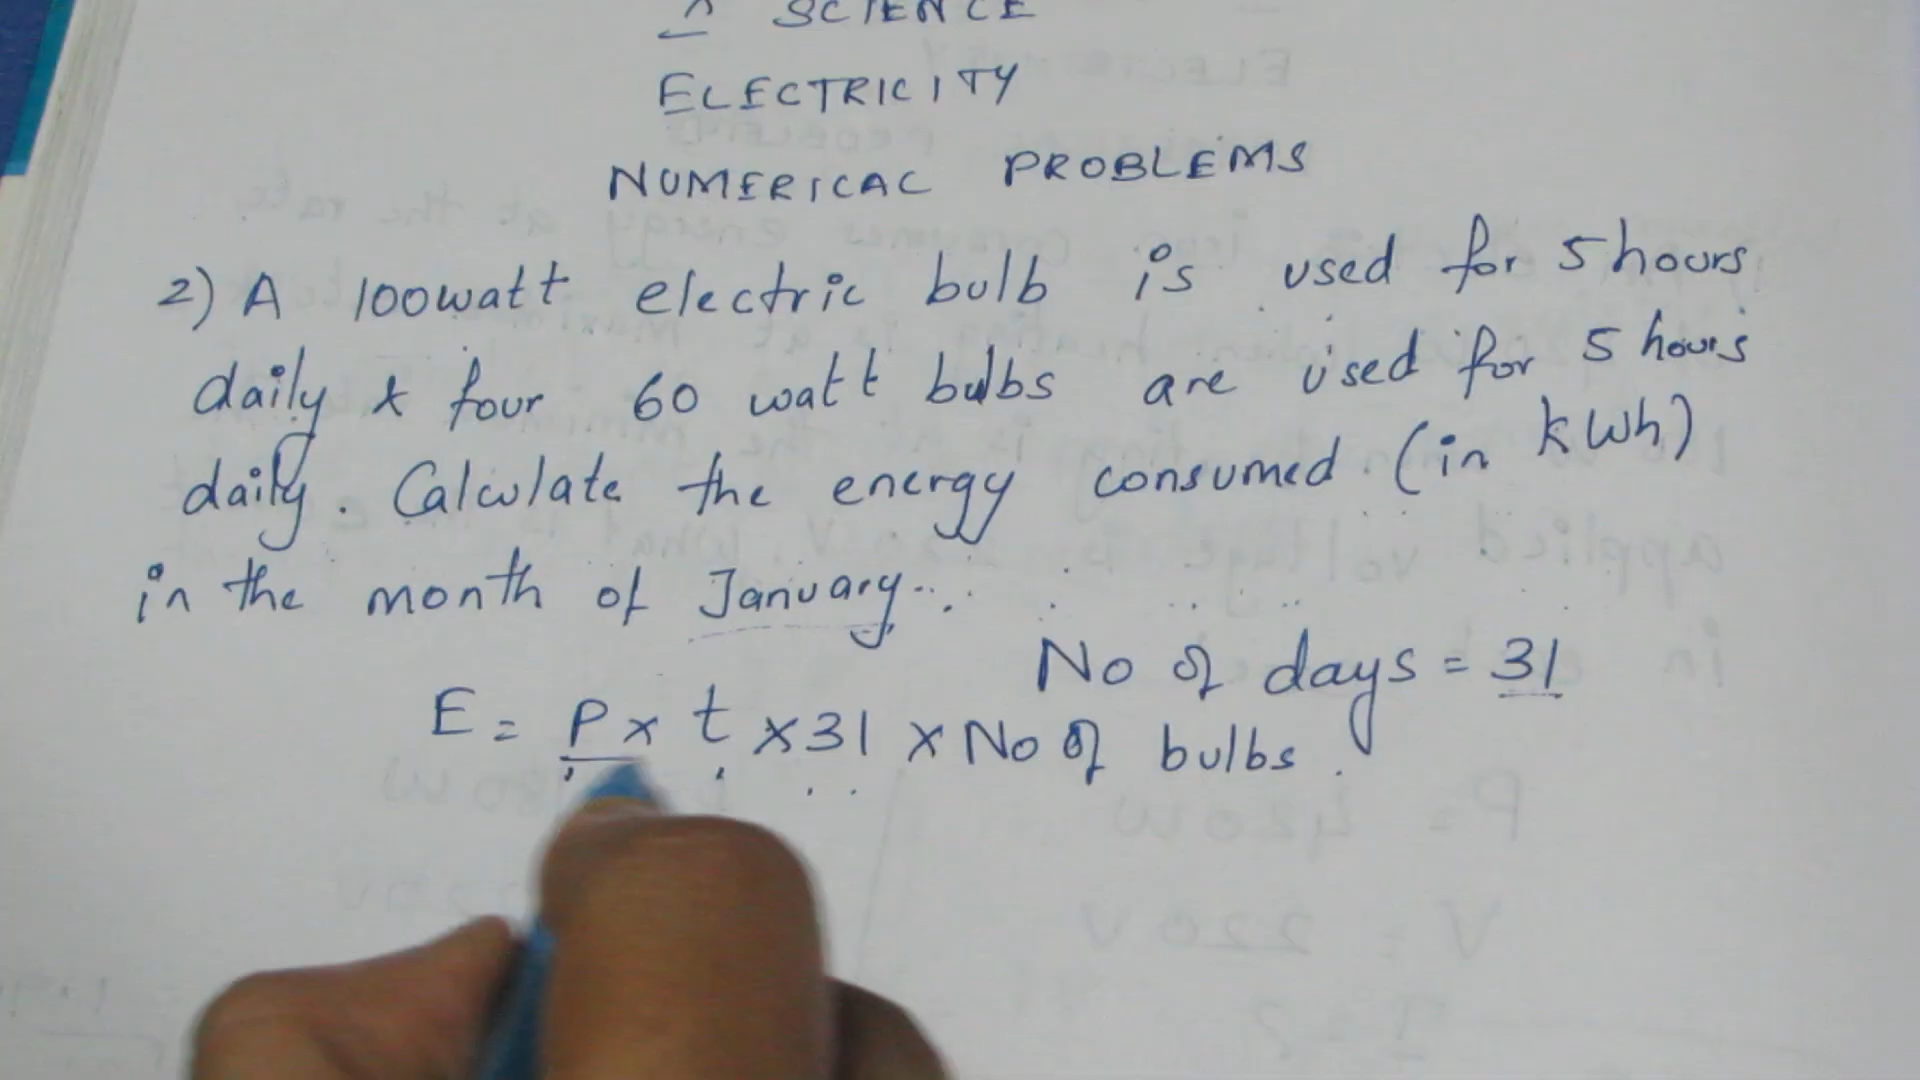 SCIENCE
ELECTRICITY
NUMERICAL PROBLEMS
2) A 100watt electric bulb is used for 5 hours
daily & four 60 watt bulbs are used for 5 hours
daily. Calculate the energy consumed. (in kWh)
in the month of January...
No of days = 31
E = P x t x 31 x No of bulbs